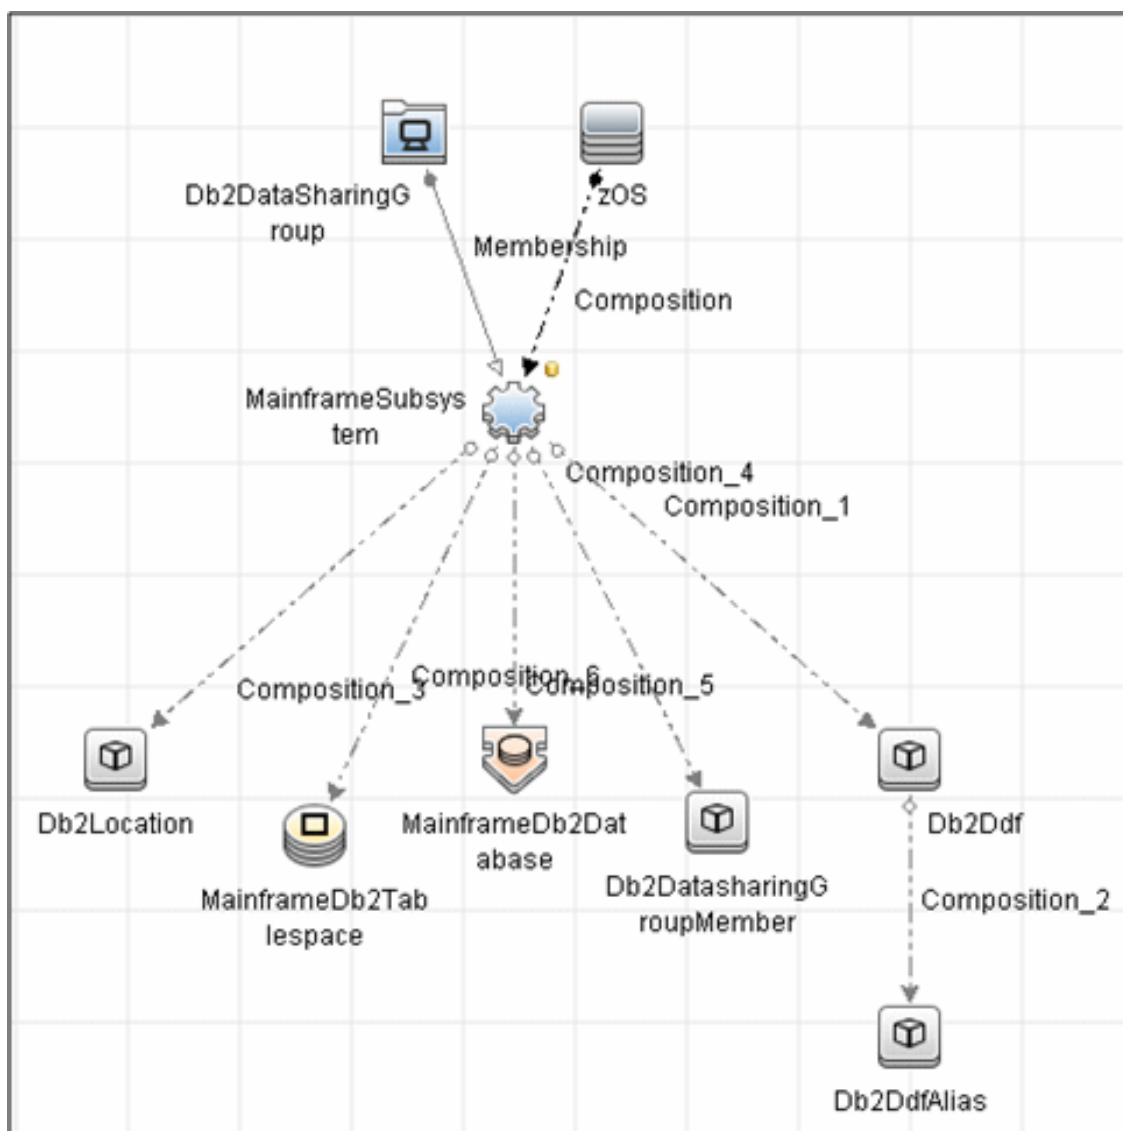 Db2DataSharingG
roup
zOS
Membership
Composition
MainframeSubsys
tem
Composition_4
Composition_1
Composition_3
Composition_6
Composition_5
Db2Location
MainframeDb2Dat
abase
Db2Ddf
MainframeDb2Tab
lespace
Db2DatasharingG
roupMember
Composition_2
Db2DdfAlias